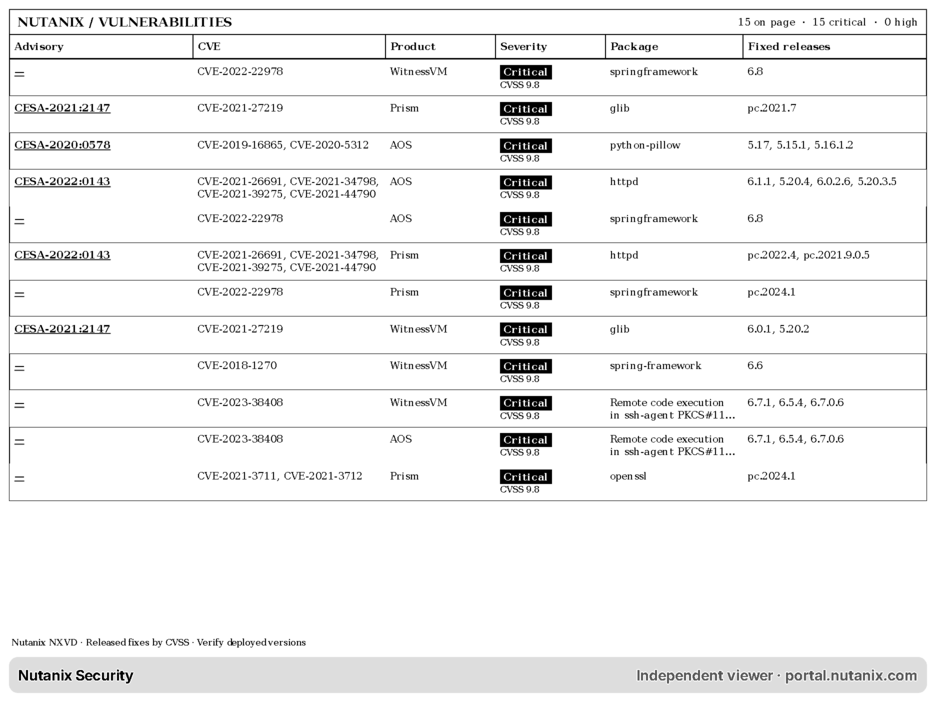 NUTANIX / VULNERABILITIES 15 on page · 15 critical · 0 high
Advisory CVE Product Severity Package Fixed releases
— CVE-2022-22978 WitnessVM Critical springframework 6.8
CVSS 9.8
CESA-2021:2147 CVE-2021-27219 Prism Critical glib pc.2021.7
CVSS 9.8
CESA-2020:0578 CVE-2019-16865, CVE-2020-5312 AOS Critical python-pillow 5.17, 5.15.1, 5.16.1.2
CVSS 9.8
CESA-2022:0143 CVE-2021-26691, CVE-2021-34798, AOS Critical httpd 6.1.1, 5.20.4, 6.0.2.6, 5.20.3.5
CVE-2021-39275, CVE-2021-44790 CVSS 9.8
— CVE-2022-22978 AOS Critical springframework 6.8
CVSS 9.8
CESA-2022:0143 CVE-2021-26691, CVE-2021-34798, Prism Critical httpd pc.2022.4, pc.2021.9.0.5
CVE-2021-39275, CVE-2021-44790 CVSS 9.8
— CVE-2022-22978 Prism Critical springframework pc.2024.1
CVSS 9.8
CESA-2021:2147 CVE-2021-27219 WitnessVM Critical glib 6.0.1, 5.20.2
CVSS 9.8
— CVE-2018-1270 WitnessVM Critical spring-framework 6.6
CVSS 9.8
— CVE-2023-38408 WitnessVM Critical Remote code execution 6.7.1, 6.5.4, 6.7.0.6
CVSS 9.8 in ssh-agent PKCS#11…
— CVE-2023-38408 AOS Critical Remote code execution 6.7.1, 6.5.4, 6.7.0.6
CVSS 9.8 in ssh-agent PKCS#11…
— CVE-2021-3711, CVE-2021-3712 Prism Critical openssl pc.2024.1
CVSS 9.8
Nutanix NXVD · Released fixes by CVSS · Verify deployed versions
Nutanix Security Independent viewer · portal.nutanix.com